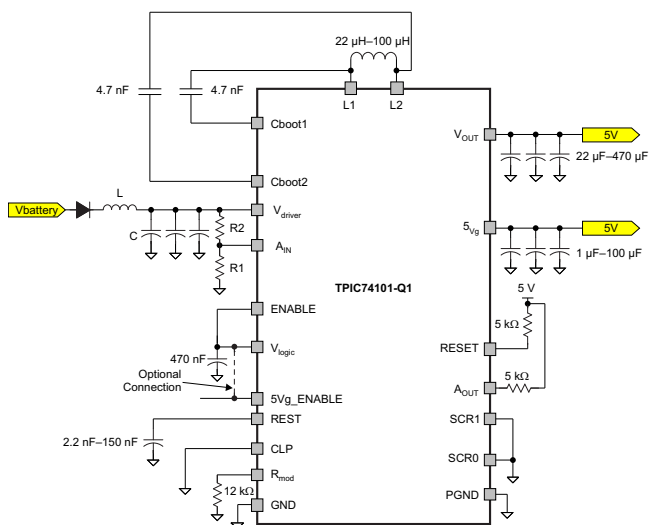 22 µH–100 µH
4.7 nF
4.7 nF
L1
L2
Cboot1
Cboot2
VOUT
5V
22 µF–470 µF
Vbattery
L
Vdriver
C
R2
AIN
R1
5Vg
5V
1 µF–100 µF
TPIC74101-Q1
5 V
5 kΩ
ENABLE
RESET
Vlogic
470 nF
Optional
Connection
5 kΩ
AOUT
5Vg_ENABLE
REST
SCR1
2.2 nF–150 nF
CLP
SCR0
Rmod
12 kΩ
PGND
GND